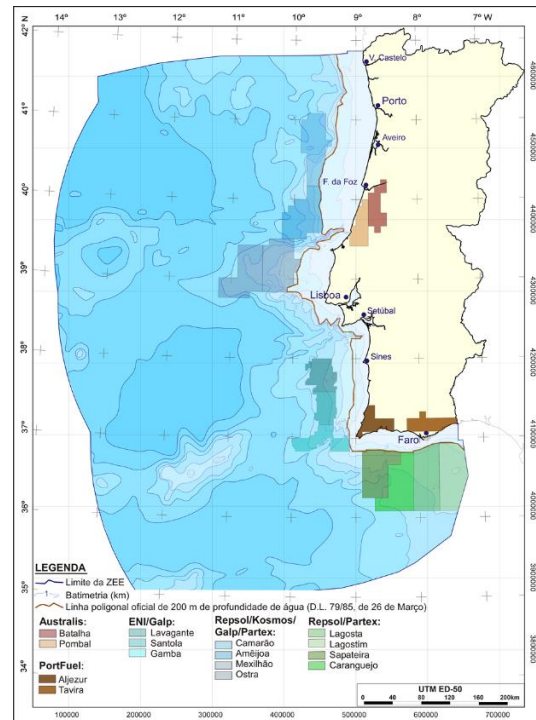 42° N 14° 13° 12° 11° 10° 9° 8° 7° W
V. Castelo
4600000
41°
Porto
Aveiro
4500000
40°
F. da Foz
4400000
39°
Lisboa
4300000
Setúbal
38°
Sines
4200000
37°
Faro
4100000
36°
4000000
35°
3900000
34°
3800000
LEGENDA
Limite da ZEE
1 Batimetria (km)
Linha poligonal oficial de 200 m de profundidade de água (D.L. 79/85, de 26 de Março)
Australis:
Batalha
Pombal
PortFuel:
Aljezur
Tavira
ENI/Galp:
Lavagante
Santola
Gamba
Repsol/Kosmos/
Galp/Partex:
Camarão
Amêijoa
Mexilhão
Ostra
Repsol/Partex:
Lagosta
Lagostim
Sapateira
Caranguejo
UTM ED-50
0 40 80 120 160 200km
100000 200000 300000 400000 500000 600000 700000